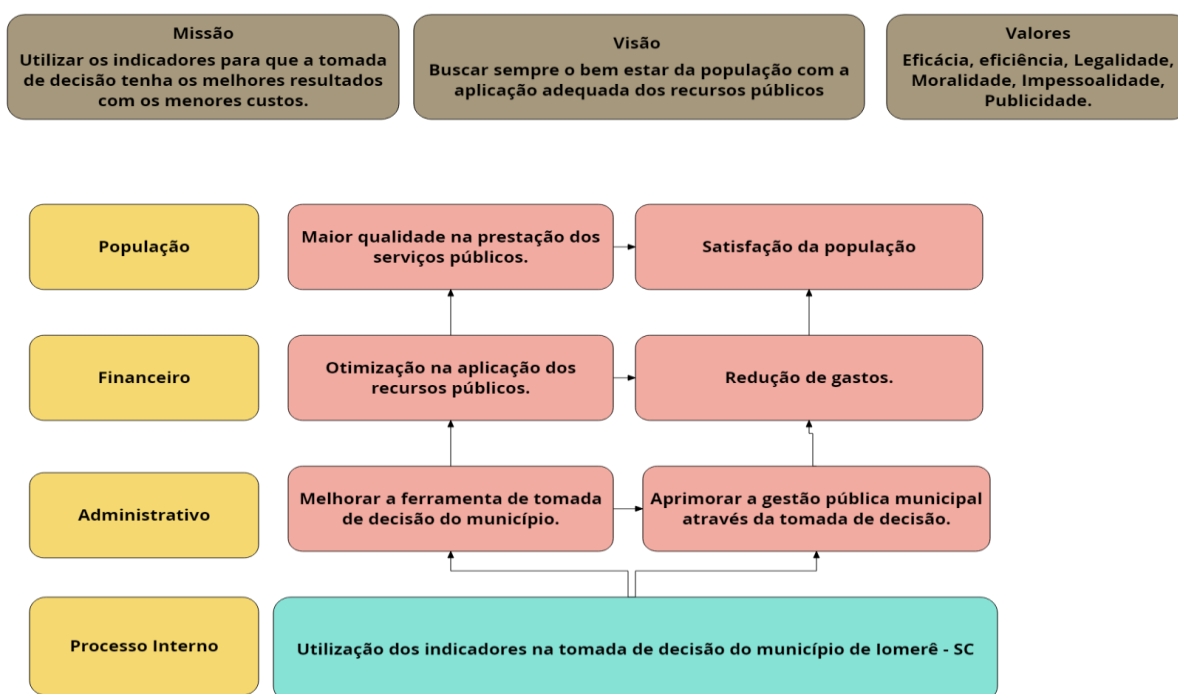 Missão
Utilizar os indicadores para que a tomada
de decisão tenha os melhores resultados
com os menores custos.
Visão
Buscar sempre o bem estar da população com a
aplicação adequada dos recursos públicos
Valores
Eficácia, eficiência, Legalidade,
Moralidade, Impessoalidade,
Publicidade.
População
Maior qualidade na prestação dos
serviços públicos.
Satisfação da população
Financeiro
Otimização na aplicação dos
recursos públicos.
Redução de gastos.
Administrativo
Melhorar a ferramenta de tomada
de decisão do município.
Aprimorar a gestão pública municipal
através da tomada de decisão.
Processo Interno
Utilização dos indicadores na tomada de decisão do município de Iomerê - SC